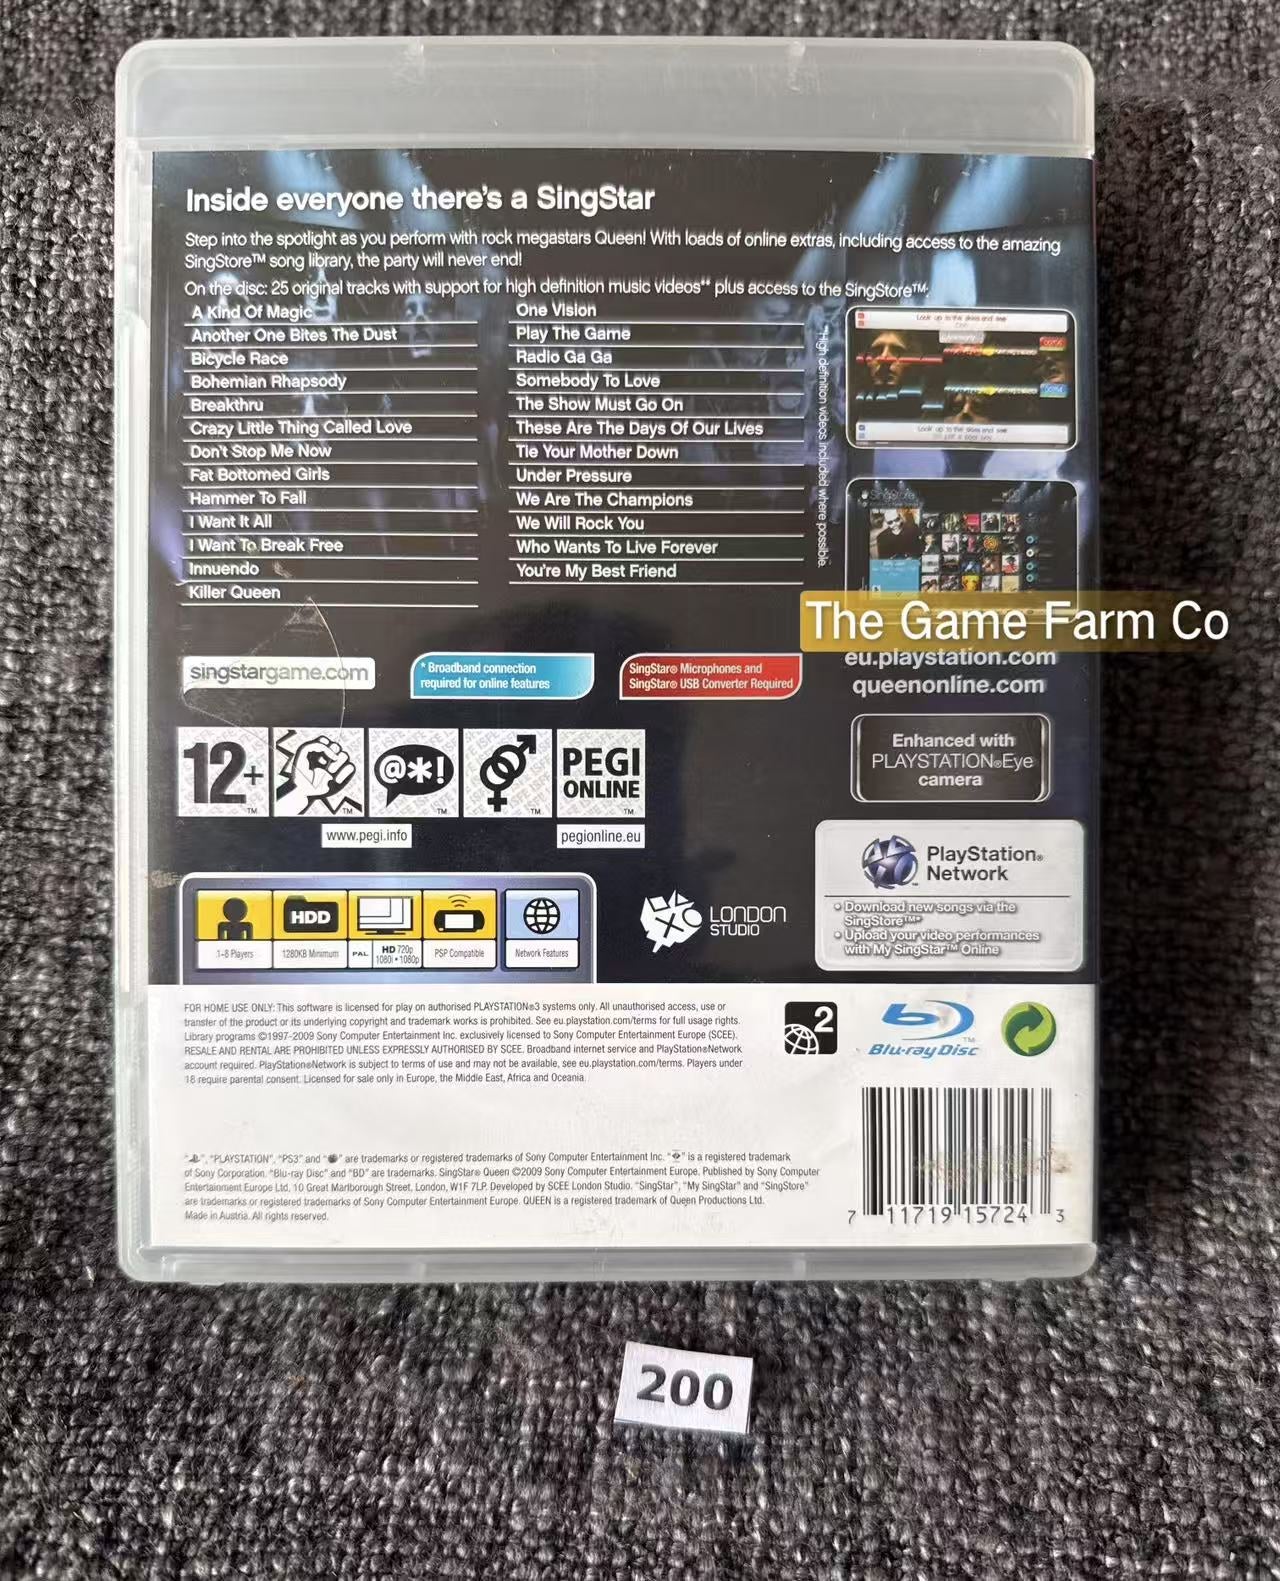 Inside everyone there's a SingStar
Step into the spotlight as you perform with rock megastars Queen! With loads of online extras, including access to the amazing
SingStore™ song library, the party will never end!
On the disc: 25 original tracks with support for high definition music videos** plus access to the SingStore™.
A Kind Of Magic
Another One Bites The Dust
Bicycle Race
Bohemian Rhapsody
Breakthru
Crazy Little Thing Called Love
Don't Stop Me Now
Fat Bottomed Girls
Hammer To Fall
I Want It All
I Want To Break Free
Innuendo
Killer Queen
One Vision
Play The Game
Radio Ga Ga
Somebody To Love
The Show Must Go On
These Are The Days Of Our Lives
Tie Your Mother Down
Under Pressure
We Are The Champions
We Will Rock You
Who Wants To Live Forever
You're My Best Friend
**High definition videos included where possible.
Look up to the skies and see
Look up to the skies and see
SingStore
The Game Farm Co
eu.playstation.com
queenonline.com
singstargame.com
* Broadband connection
required for online features
SingStar® Microphones and
SingStar® USB Converter Required
12+™
@*!™
PEGI
ONLINE
™
www.pegi.info
pegionline.eu
Enhanced with
PLAYSTATION®Eye
camera
PlayStation®
Network
• Download new songs via the
SingStore™*
• Upload your video performances
with My SingStar™ Online
HDD
1-8 Players
1280KB Minimum
PAL
HD 720p
1080i • 1080p
PSP Compatible
Network Features
LONDON
STUDIO
FOR HOME USE ONLY: This software is licensed for play on authorised PLAYSTATION®3 systems only. All unauthorised access, use or
transfer of the product or its underlying copyright and trademark works is prohibited. See eu.playstation.com/terms for full usage rights.
Library programs ©1997-2009 Sony Computer Entertainment Inc. exclusively licensed to Sony Computer Entertainment Europe (SCEE).
RESALE AND RENTAL ARE PROHIBITED UNLESS EXPRESSLY AUTHORISED BY SCEE. Broadband internet service and PlayStation®Network
account required. PlayStation®Network is subject to terms of use and may not be available, see eu.playstation.com/terms. Players under
18 require parental consent. Licensed for sale only in Europe, the Middle East, Africa and Oceania.
2
Blu-ray Disc™
" ", "PLAYSTATION", "PS3" and " " are trademarks or registered trademarks of Sony Computer Entertainment Inc. " " is a registered trademark
of Sony Corporation. "Blu-ray Disc" and "BD" are trademarks. SingStar® Queen ©2009 Sony Computer Entertainment Europe. Published by Sony Computer
Entertainment Europe Ltd, 10 Great Marlborough Street, London, W1F 7LP. Developed by SCEE London Studio. "SingStar", "My SingStar" and "SingStore"
are trademarks or registered trademarks of Sony Computer Entertainment Europe. QUEEN is a registered trademark of Queen Productions Ltd.
Made in Austria. All rights reserved.
7 11719 15724 3
200